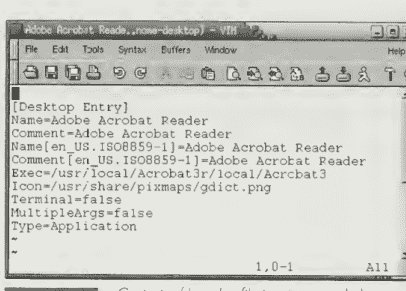 Adobe Acrobat Reade..nome-desktop) - VIM
File Edit Tools Syntax Buffers Window Help
[Desktop Entry]
Name=Adobe Acrobat Reader
Comment=Adobe Acrobat Reader
Name[en_US.ISO8859-1]=Adobe Acrobat Reader
Comment[en_US.ISO8859-1]=Adobe Acrobat Reader
Exec=/usr/local/Acrobat3r/local/Acrobat3
Icon=/usr/share/pixmaps/gdict.png
Terminal=false
MultipleArgs=false
Type=Application
~
~
1,0-1 All